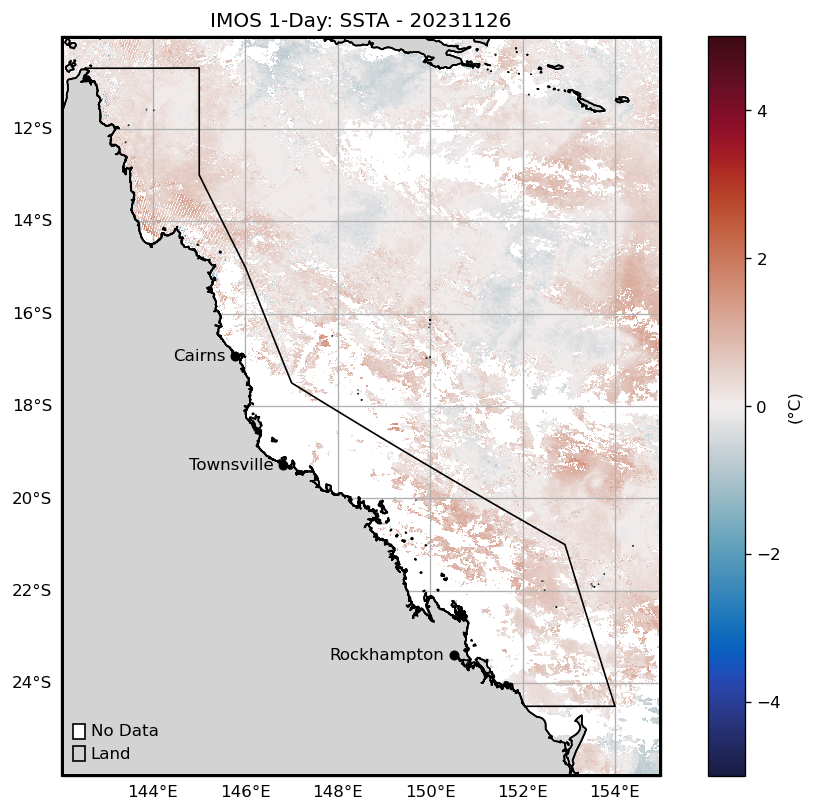 IMOS 1-Day: SSTA - 20231126
12°S
14°S
16°S
18°S
20°S
22°S
24°S
Cairns
Townsville
Rockhampton
No Data
Land
144°E 146°E 148°E 150°E 152°E 154°E
4
2
0
−2
−4
(°C)